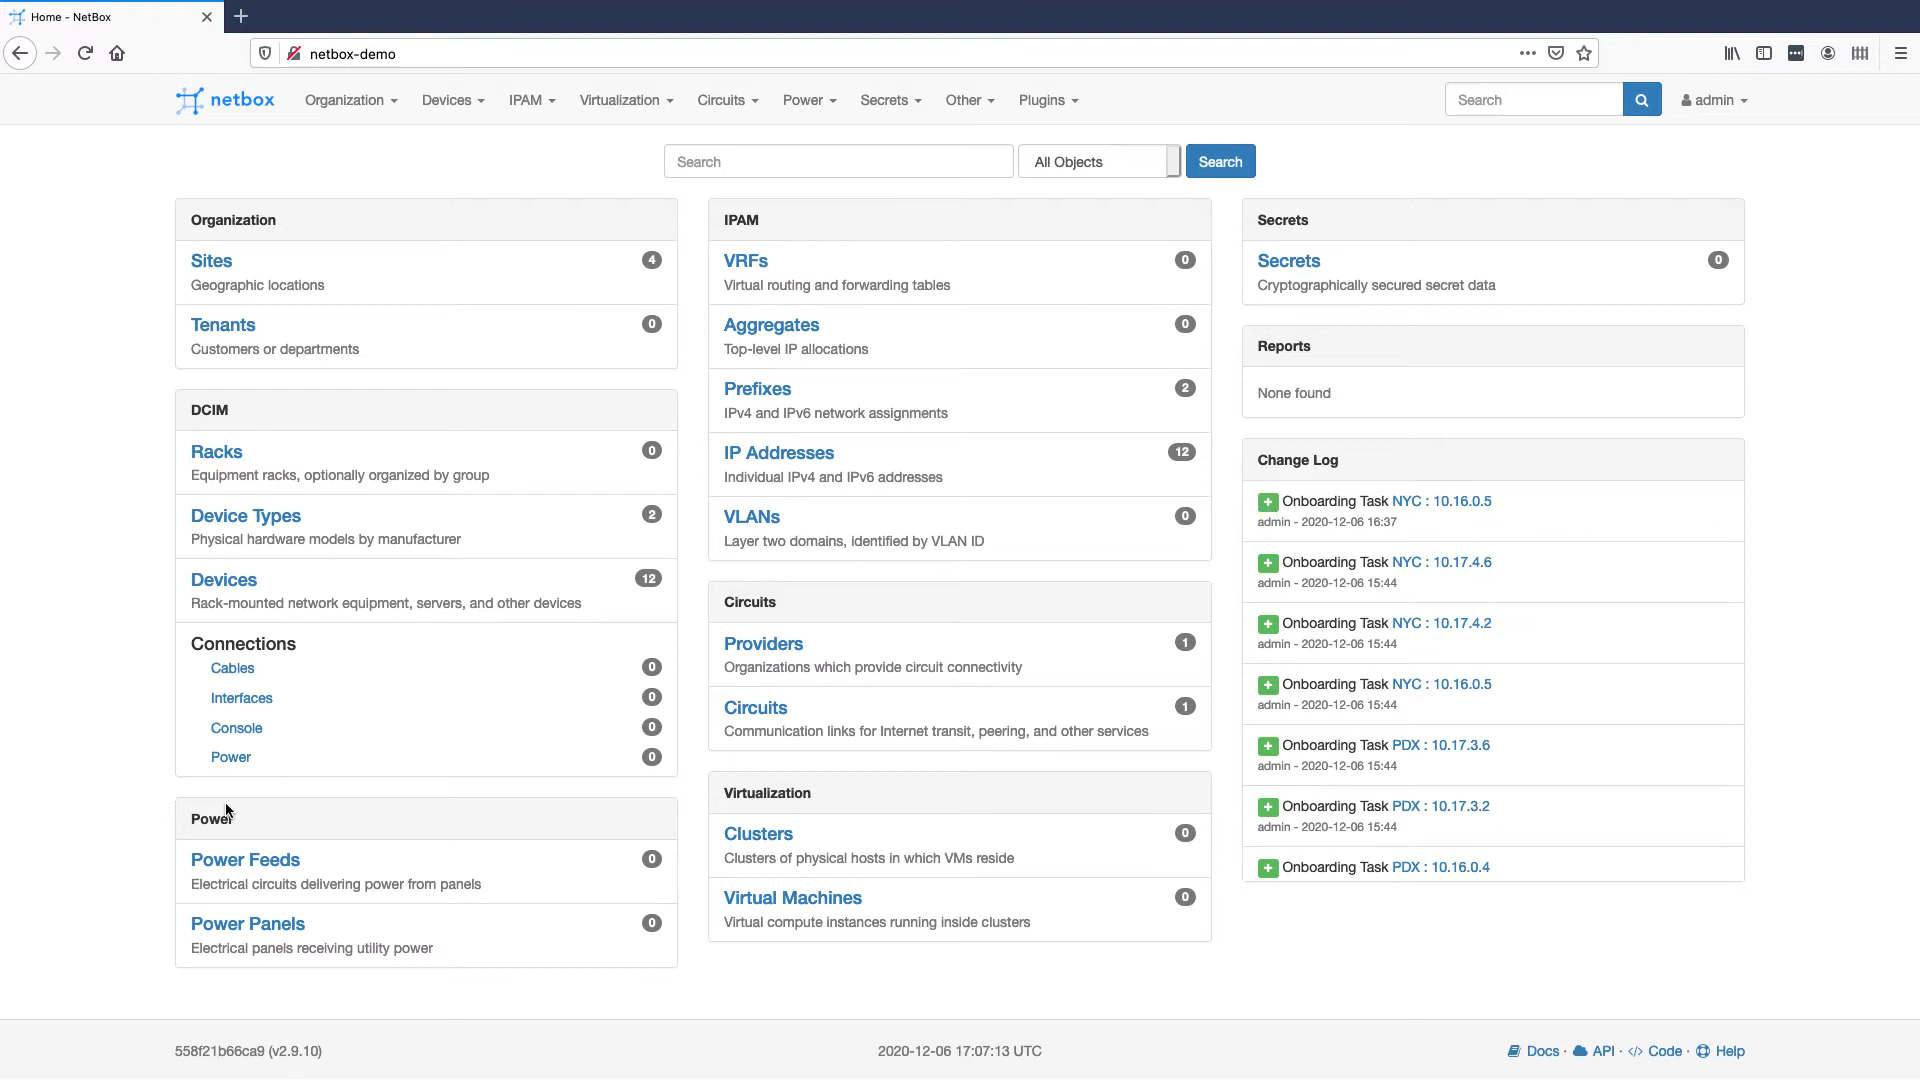 Home - NetBox
netbox-demo
netbox Organization Devices IPAM Virtualization Circuits Power Secrets Other Plugins Search admin
Search All Objects Search
Organization
Sites 4
Geographic locations
Tenants 0
Customers or departments
DCIM
Racks 0
Equipment racks, optionally organized by group
Device Types 2
Physical hardware models by manufacturer
Devices 12
Rack-mounted network equipment, servers, and other devices
Connections
Cables 0
Interfaces 0
Console 0
Power 0
Power
Power Feeds 0
Electrical circuits delivering power from panels
Power Panels 0
Electrical panels receiving utility power
IPAM
VRFs 0
Virtual routing and forwarding tables
Aggregates 0
Top-level IP allocations
Prefixes 2
IPv4 and IPv6 network assignments
IP Addresses 12
Individual IPv4 and IPv6 addresses
VLANs 0
Layer two domains, identified by VLAN ID
Circuits
Providers 1
Organizations which provide circuit connectivity
Circuits 1
Communication links for Internet transit, peering, and other services
Virtualization
Clusters 0
Clusters of physical hosts in which VMs reside
Virtual Machines 0
Virtual compute instances running inside clusters
Secrets
Secrets 0
Cryptographically secured secret data
Reports
None found
Change Log
Onboarding Task NYC : 10.16.0.5
admin - 2020-12-06 16:37
Onboarding Task NYC : 10.17.4.6
admin - 2020-12-06 15:44
Onboarding Task NYC : 10.17.4.2
admin - 2020-12-06 15:44
Onboarding Task NYC : 10.16.0.5
admin - 2020-12-06 15:44
Onboarding Task PDX : 10.17.3.6
admin - 2020-12-06 15:44
Onboarding Task PDX : 10.17.3.2
admin - 2020-12-06 15:44
Onboarding Task PDX : 10.16.0.4
558f21b66ca9 (v2.9.10) 2020-12-06 17:07:13 UTC Docs · API · Code · Help